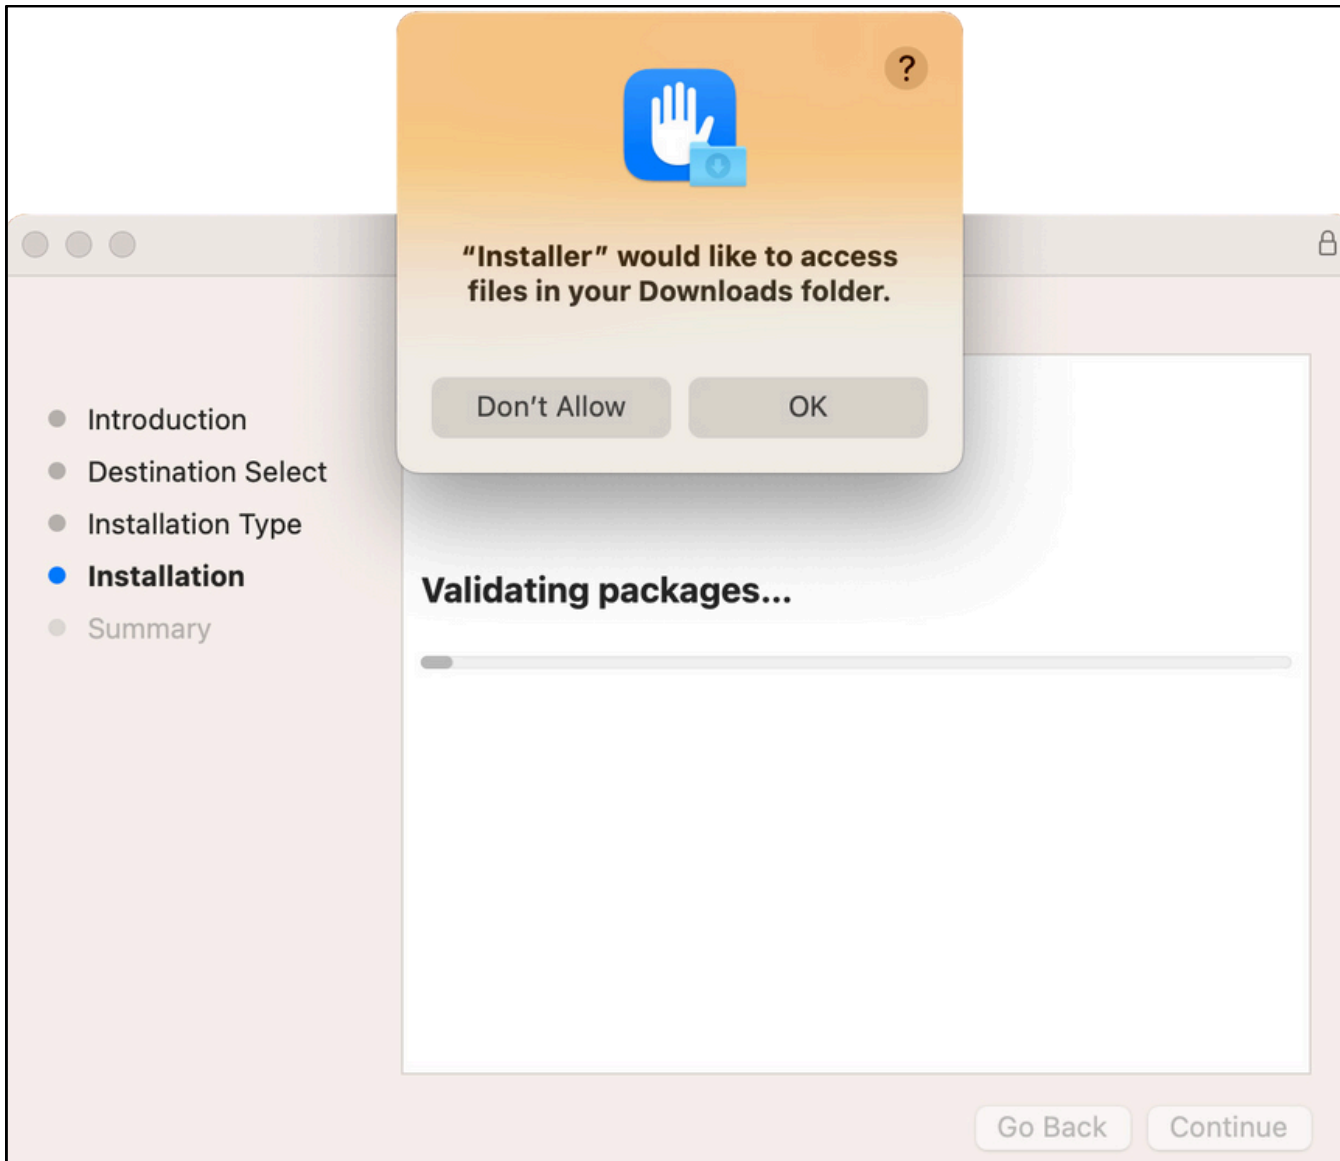 ?
“Installer” would like to access
files in your Downloads folder.
Don’t Allow
OK
Introduction
Destination Select
Installation Type
Installation
Summary
Validating packages...
Go Back
Continue